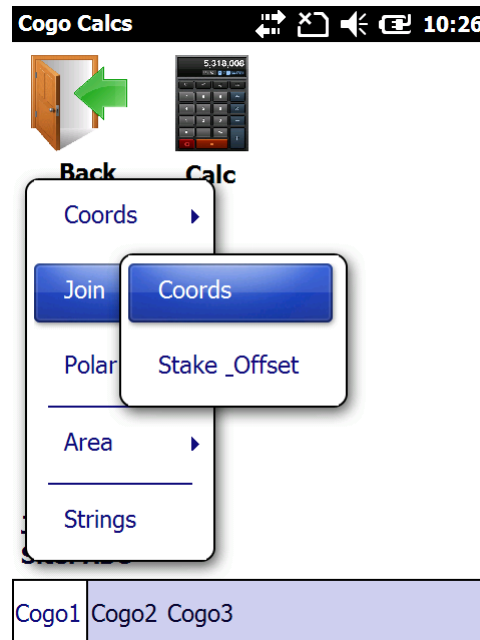 Cogo Calcs 10:26
5,318,006
Back Calc
Coords
Join
Coords
Polar
Stake _Offset
Area
Strings
Cogo1 Cogo2 Cogo3